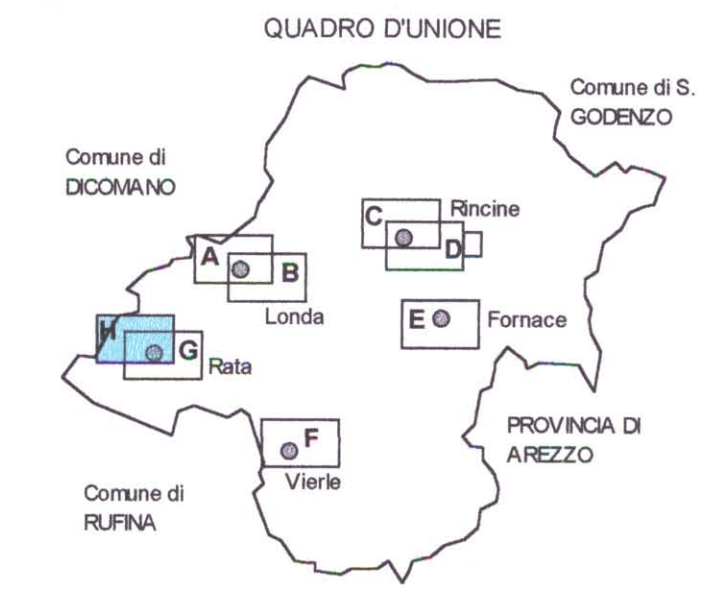 QUADRO D'UNIONE
Comune di S.
GODENZO
Comune di
DICOMANO
C
Rincine
D
A
B
Londa
E
Fornace
H
G
Rata
PROVINCIA DI
AREZZO
F
Vierle
Comune di
RUFINA